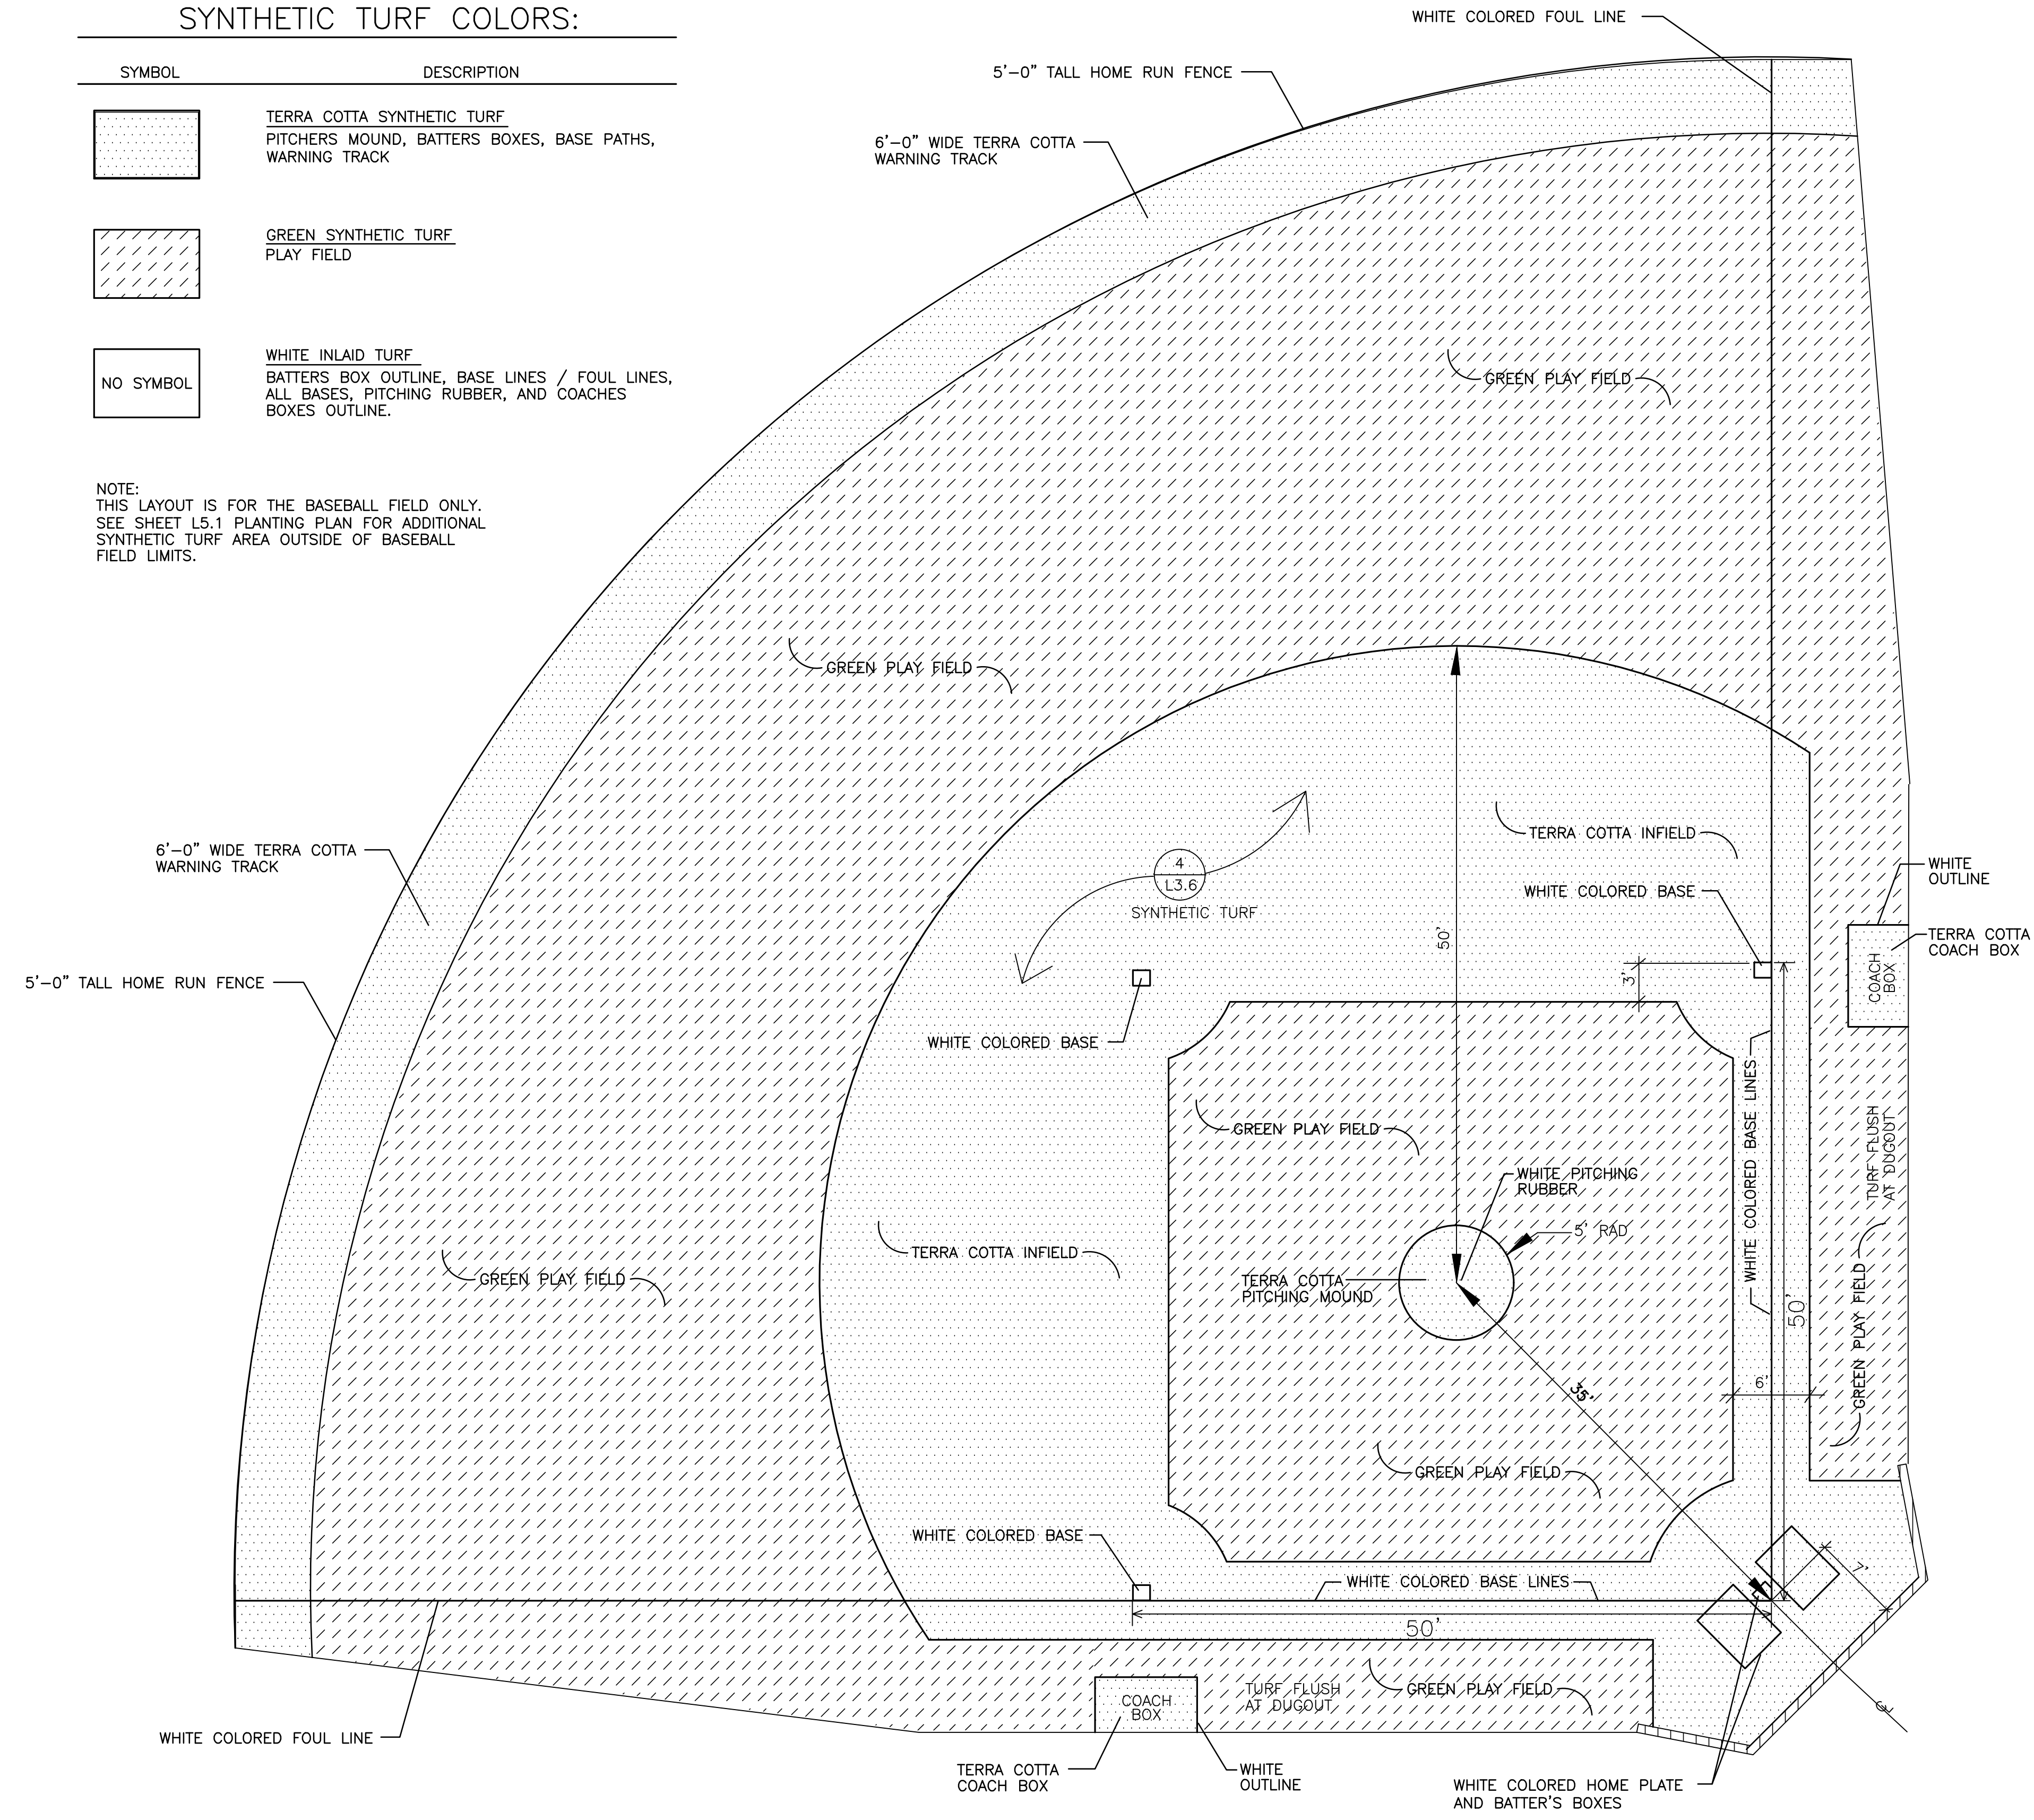 SYNTHETIC TURF COLORS:
SYMBOL
DESCRIPTION
TERRA COTTA SYNTHETIC TURF
PITCHERS MOUND, BATTERS BOXES, BASE PATHS,
WARNING TRACK
GREEN SYNTHETIC TURF
PLAY FIELD
NO SYMBOL
WHITE INLAID TURF
BATTERS BOX OUTLINE, BASE LINES / FOUL LINES,
ALL BASES, PITCHING RUBBER, AND COACHES
BOXES OUTLINE.
NOTE:
THIS LAYOUT IS FOR THE BASEBALL FIELD ONLY.
SEE SHEET L5.1 PLANTING PLAN FOR ADDITIONAL
SYNTHETIC TURF AREA OUTSIDE OF BASEBALL
FIELD LIMITS.
WHITE COLORED FOUL LINE
5'-0" TALL HOME RUN FENCE
6'-0" WIDE TERRA COTTA
WARNING TRACK
GREEN PLAY FIELD
GREEN PLAY FIELD
6'-0" WIDE TERRA COTTA
WARNING TRACK
5'-0" TALL HOME RUN FENCE
4
L3.6
SYNTHETIC TURF
TERRA COTTA INFIELD
WHITE COLORED BASE
WHITE
OUTLINE
TERRA COTTA
COACH BOX
COACH
BOX
50'
3'
WHITE COLORED BASE
GREEN PLAY FIELD
WHITE COLORED BASE LINES
TURF FLUSH
AT DUGOUT
WHITE PITCHING
RUBBER
5' RAD
TERRA COTTA
PITCHING MOUND
TERRA COTTA INFIELD
GREEN PLAY FIELD
50'
GREEN PLAY FIELD
6'
35'
GREEN PLAY FIELD
WHITE COLORED BASE
WHITE COLORED BASE LINES
7'
50'
TURF FLUSH
AT DUGOUT
GREEN PLAY FIELD
COACH
BOX
℄
WHITE COLORED FOUL LINE
TERRA COTTA
COACH BOX
WHITE
OUTLINE
WHITE COLORED HOME PLATE
AND BATTER'S BOXES